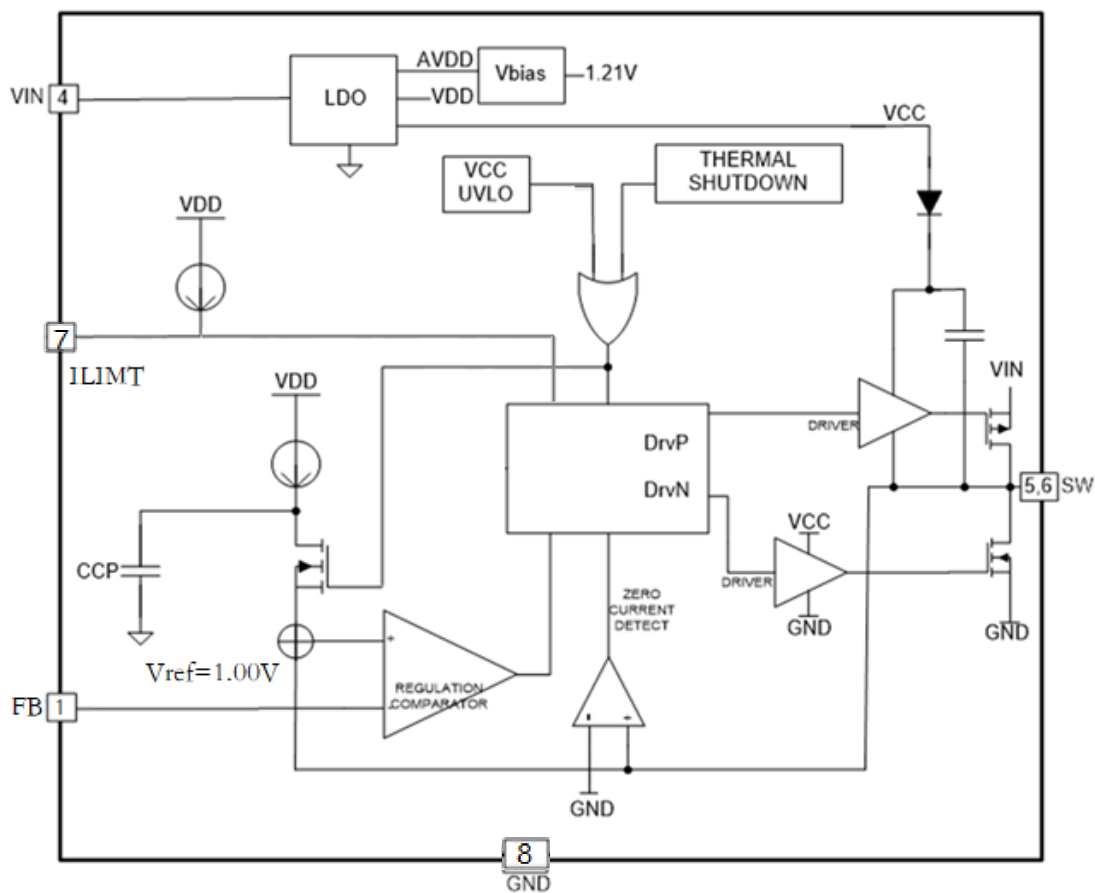 AVDD
Vbias
1.21V
VIN
4
LDO
VDD
VCC
VCC
UVLO
THERMAL
SHUTDOWN
VDD
7
ILIMT
VDD
VIN
DRIVER
DrvP
DrvN
5,6
SW
VCC
CCP
DRIVER
ZERO
CURRENT
DETECT
GND
GND
+
Vref=1.00V
REGULATION
COMPARATOR
-
FB
1
-
+
GND
8
GND